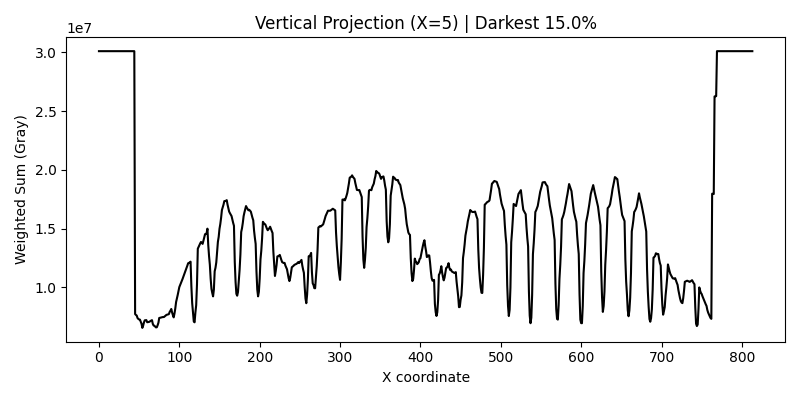 Vertical Projection (X=5) | Darkest 15.0%
1e7
3.0
2.5
2.0
1.5
1.0
Weighted Sum (Gray)
0 100 200 300 400 500 600 700 800
X coordinate